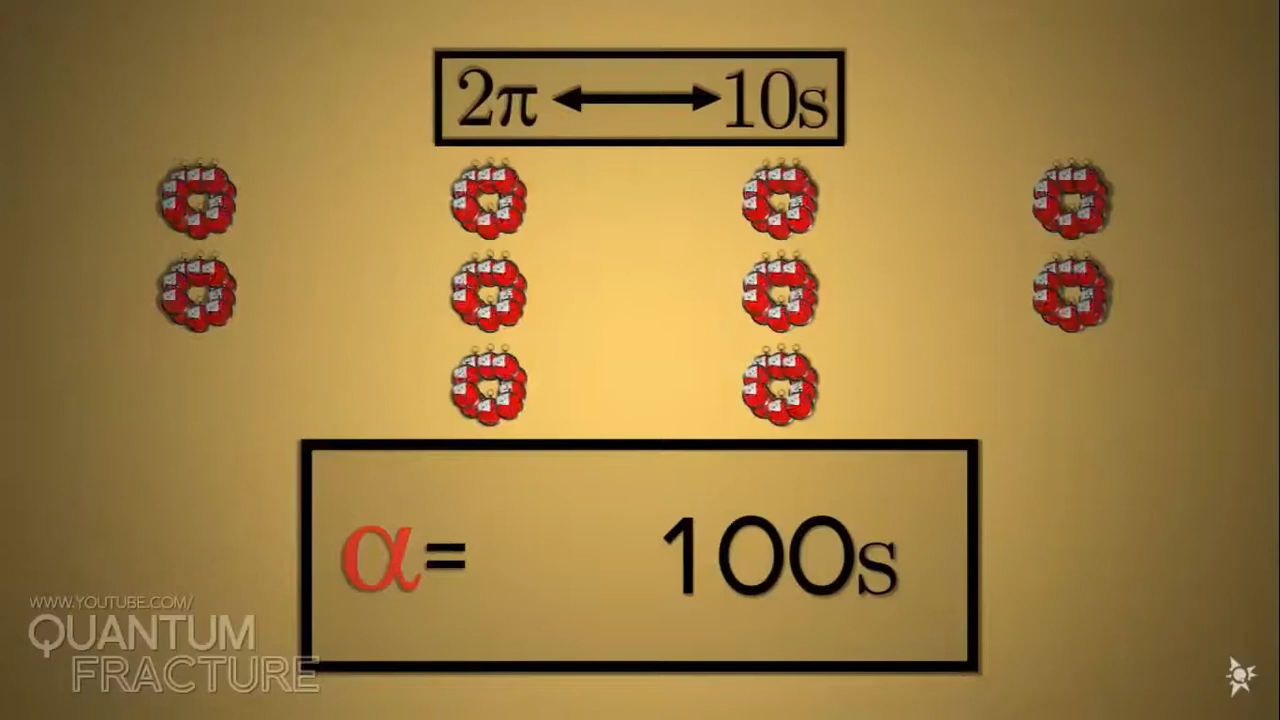 2π ⟷ 10s
α= 100s
WWW.YOUTUBE.COM/
QUANTUM
FRACTURE